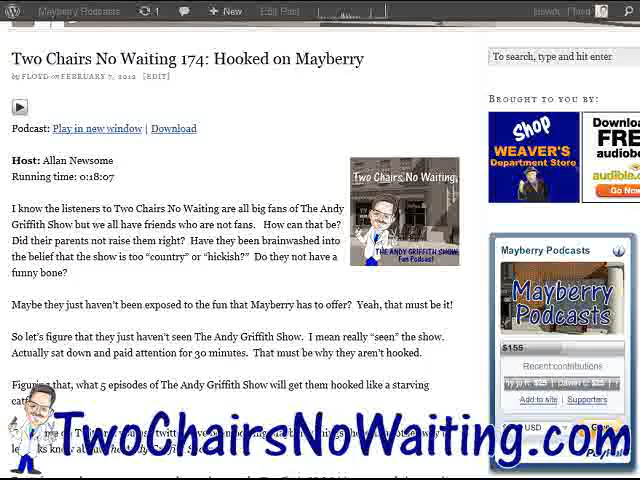 Mayberry Podcasts 1 + New Edit Post
Two Chairs No Waiting 174: Hooked on Mayberry
by FLOYD on FEBRUARY 7, 2012 [EDIT]
Podcast: Play in new window | Download
Host: Allan Newsome
Running time: 0:18:07
Two Chairs No Waiting
THE ANDY GRIFFITH SHOW
Fan Podcast
I know the listeners to Two Chairs No Waiting are all big fans of The Andy
Griffith Show but we all have friends who are not fans. How can that be?
Did their parents not raise them right? Have they been brainwashed into
the belief that the show is too “country” or “hickish?” Do they not have a
funny bone?
Maybe they just haven't been exposed to the fun that Mayberry has to offer? Yeah, that must be it!
So let's figure that they just haven't seen The Andy Griffith Show. I mean really “seen” the show.
Actually sat down and paid attention for 30 minutes. That must be why they aren't hooked.
Figuring that, what 5 episodes of The Andy Griffith Show will get them hooked like a starving
TwoChairsNoWaiting.com
To search, type and hit enter
BROUGHT TO YOU BY:
Shop
WEAVER'S
Department Store
Download
Free
audiobo
audible.co
Go Now
Mayberry Podcasts
Mayberry
Podcasts
$155
Recent contributions
Add to site | Supporters
USD